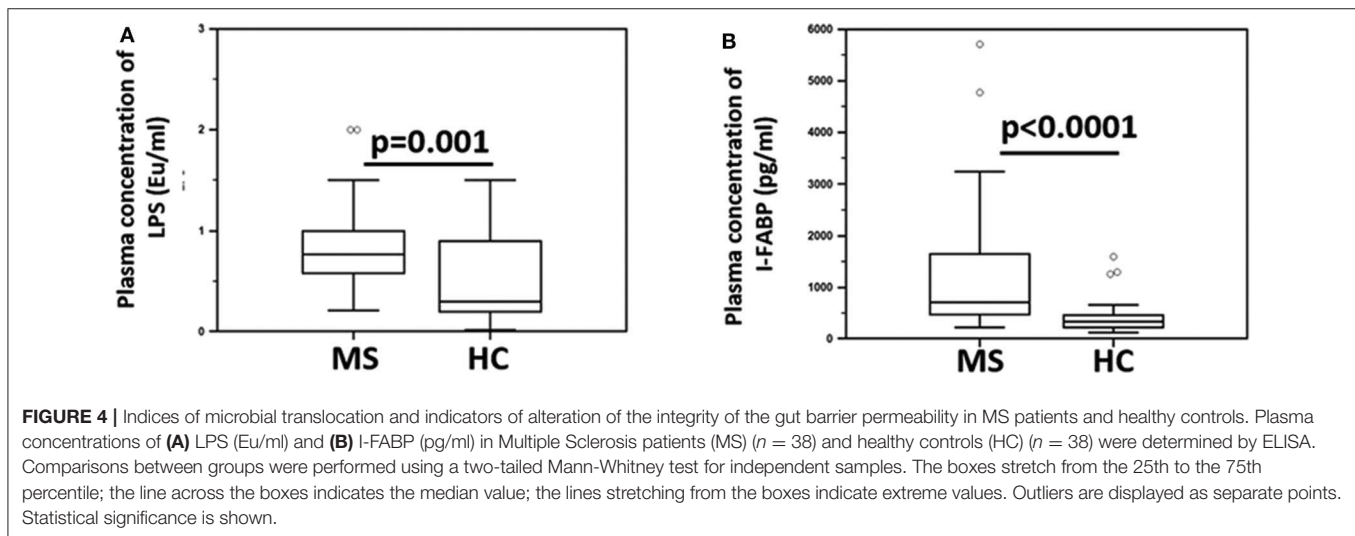 A
Plasma concentration of
LPS (Eu/ml)
3
2
1
0
p=0.001
MS
HC
B
Plasma concentration of
I-FABP (pg/ml)
6000
5000
4000
3000
2000
1000
0
p<0.0001
MS
HC
FIGURE 4 | Indices of microbial translocation and indicators of alteration of the integrity of the gut barrier permeability in MS patients and healthy controls. Plasma
concentrations of (A) LPS (Eu/ml) and (B) I-FABP (pg/ml) in Multiple Sclerosis patients (MS) (n = 38) and healthy controls (HC) (n = 38) were determined by ELISA.
Comparisons between groups were performed using a two-tailed Mann-Whitney test for independent samples. The boxes stretch from the 25th to the 75th
percentile; the line across the boxes indicates the median value; the lines stretching from the boxes indicate extreme values. Outliers are displayed as separate points.
Statistical significance is shown.